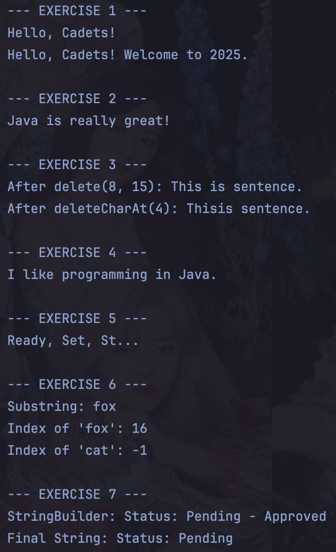 --- EXERCISE 1 ---
Hello, Cadets!
Hello, Cadets! Welcome to 2025.
--- EXERCISE 2 ---
Java is really great!
--- EXERCISE 3 ---
After delete(8, 15): This is sentence.
After deleteCharAt(4): Thisis sentence.
--- EXERCISE 4 ---
I like programming in Java.
--- EXERCISE 5 ---
Ready, Set, St...
--- EXERCISE 6 ---
Substring: fox
Index of 'fox': 16
Index of 'cat': -1
--- EXERCISE 7 ---
StringBuilder: Status: Pending - Approved
Final String: Status: Pending